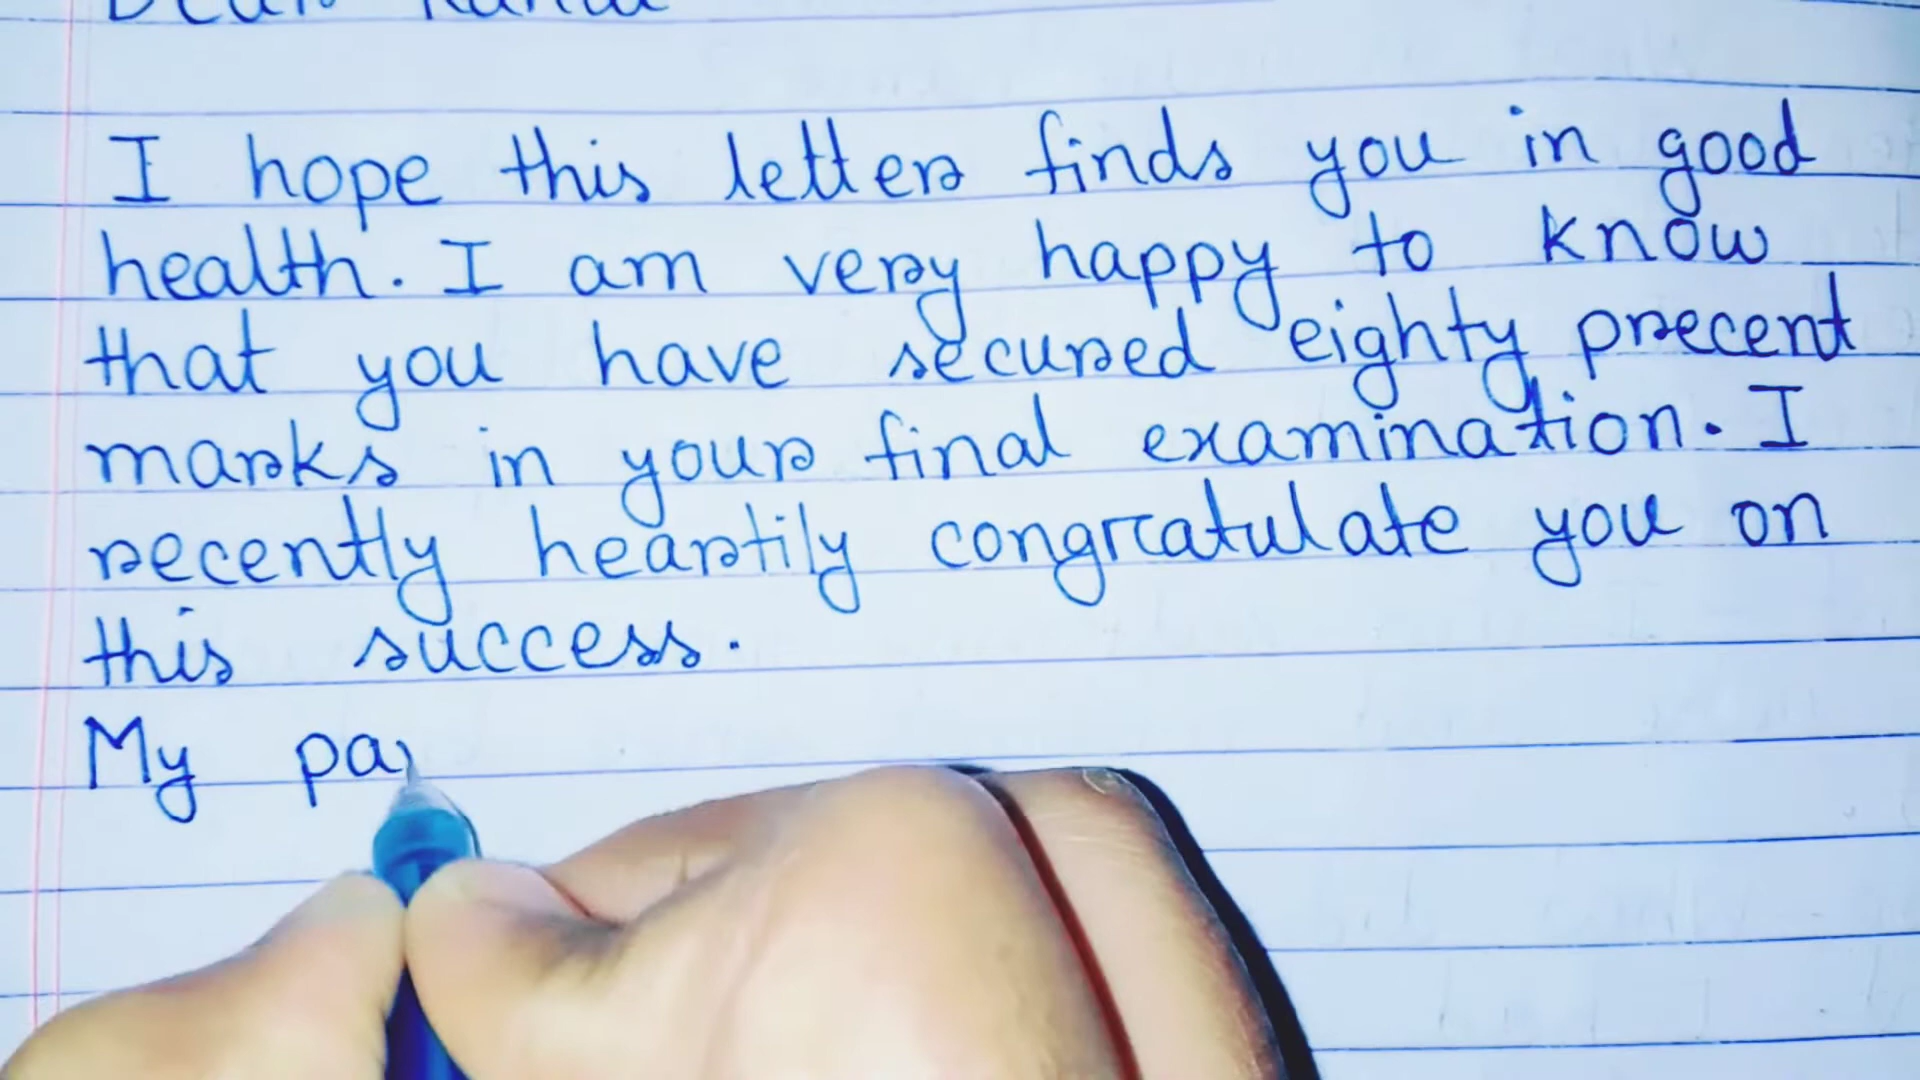 Dear
I hope this letter finds you in good
health. I am very happy to know
that you have secured eighty precent
marks in your final examination. I
recently heartily congratulate you on
this success.
My pa